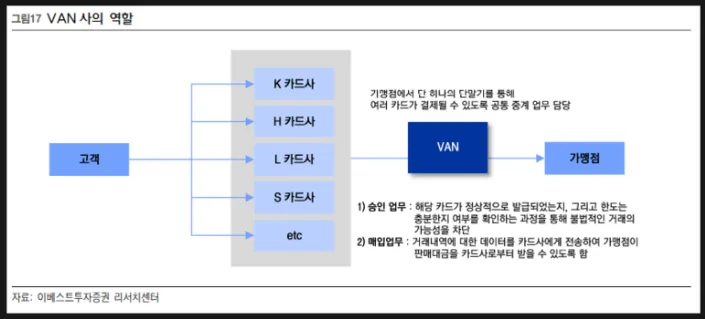 그림17 VAN 사의 역할
K 카드사
H 카드사
L 카드사
S 카드사
etc
고객
가맹점에서 단 하나의 단말기를 통해
여러 카드가 결제될 수 있도록 공통 중계 업무 담당
VAN
가맹점
1) 승인 업무 : 해당 카드가 정상적으로 발급되었는지, 그리고 한도는
충분한지 여부를 확인하는 과정을 통해 불법적인 거래의
가능성을 차단
2) 매입업무 : 거래내역에 대한 데이터를 카드사에게 전송하여 가맹점이
판매대금을 카드사로부터 받을 수 있도록 함
자료: 이베스트투자증권 리서치센터